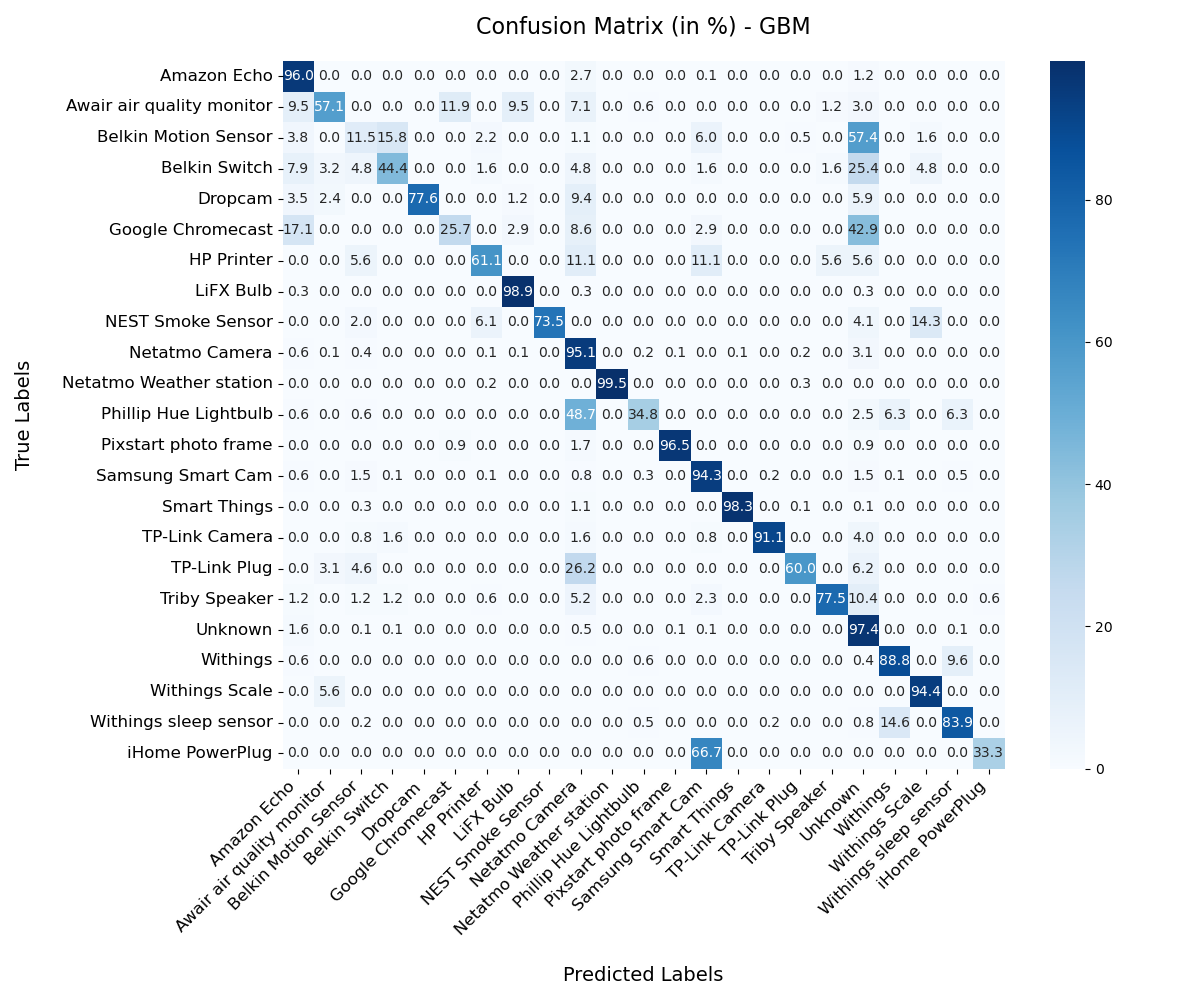 Confusion Matrix (in %) - GBM
True Labels
Amazon Echo 96.0 0.0 0.0 0.0 0.0 0.0 0.0 0.0 0.0 2.7 0.0 0.0 0.0 0.1 0.0 0.0 0.0 0.0 1.2 0.0 0.0 0.0 0.0
Awair air quality monitor 9.5 57.1 0.0 0.0 0.0 11.9 0.0 9.5 0.0 7.1 0.0 0.6 0.0 0.0 0.0 0.0 0.0 1.2 3.0 0.0 0.0 0.0 0.0
Belkin Motion Sensor 3.8 0.0 11.5 15.8 0.0 0.0 2.2 0.0 0.0 1.1 0.0 0.0 0.0 6.0 0.0 0.0 0.5 0.0 57.4 0.0 1.6 0.0 0.0
Belkin Switch 7.9 3.2 4.8 44.4 0.0 0.0 1.6 0.0 0.0 4.8 0.0 0.0 0.0 1.6 0.0 0.0 0.0 1.6 25.4 0.0 4.8 0.0 0.0
Dropcam 3.5 2.4 0.0 0.0 77.6 0.0 0.0 1.2 0.0 9.4 0.0 0.0 0.0 0.0 0.0 0.0 0.0 0.0 5.9 0.0 0.0 0.0 0.0
Google Chromecast 17.1 0.0 0.0 0.0 0.0 25.7 0.0 2.9 0.0 8.6 0.0 0.0 0.0 2.9 0.0 0.0 0.0 0.0 42.9 0.0 0.0 0.0 0.0
HP Printer 0.0 0.0 5.6 0.0 0.0 0.0 61.1 0.0 0.0 11.1 0.0 0.0 0.0 11.1 0.0 0.0 0.0 5.6 5.6 0.0 0.0 0.0 0.0
LiFX Bulb 0.3 0.0 0.0 0.0 0.0 0.0 0.0 98.9 0.0 0.3 0.0 0.0 0.0 0.0 0.0 0.0 0.0 0.0 0.3 0.0 0.0 0.0 0.0
NEST Smoke Sensor 0.0 0.0 2.0 0.0 0.0 0.0 6.1 0.0 73.5 0.0 0.0 0.0 0.0 0.0 0.0 0.0 0.0 0.0 4.1 0.0 14.3 0.0 0.0
Netatmo Camera 0.6 0.1 0.4 0.0 0.0 0.0 0.1 0.1 0.0 95.1 0.0 0.2 0.1 0.0 0.1 0.0 0.2 0.0 3.1 0.0 0.0 0.0 0.0
Netatmo Weather station 0.0 0.0 0.0 0.0 0.0 0.0 0.2 0.0 0.0 0.0 99.5 0.0 0.0 0.0 0.0 0.0 0.3 0.0 0.0 0.0 0.0 0.0 0.0
Phillip Hue Lightbulb 0.6 0.0 0.6 0.0 0.0 0.0 0.0 0.0 0.0 48.7 0.0 34.8 0.0 0.0 0.0 0.0 0.0 0.0 2.5 6.3 0.0 6.3 0.0
Pixstart photo frame 0.0 0.0 0.0 0.0 0.0 0.9 0.0 0.0 0.0 1.7 0.0 0.0 96.5 0.0 0.0 0.0 0.0 0.0 0.9 0.0 0.0 0.0 0.0
Samsung Smart Cam 0.6 0.0 1.5 0.1 0.0 0.0 0.1 0.0 0.0 0.8 0.0 0.3 0.0 94.3 0.0 0.2 0.0 0.0 1.5 0.1 0.0 0.5 0.0
Smart Things 0.0 0.0 0.3 0.0 0.0 0.0 0.0 0.0 0.0 1.1 0.0 0.0 0.0 0.0 98.3 0.0 0.1 0.0 0.1 0.0 0.0 0.0 0.0
TP-Link Camera 0.0 0.0 0.8 1.6 0.0 0.0 0.0 0.0 0.0 1.6 0.0 0.0 0.0 0.8 0.0 91.1 0.0 0.0 4.0 0.0 0.0 0.0 0.0
TP-Link Plug 0.0 3.1 4.6 0.0 0.0 0.0 0.0 0.0 0.0 26.2 0.0 0.0 0.0 0.0 0.0 0.0 60.0 0.0 6.2 0.0 0.0 0.0 0.0
Triby Speaker 1.2 0.0 1.2 1.2 0.0 0.0 0.6 0.0 0.0 5.2 0.0 0.0 0.0 2.3 0.0 0.0 0.0 77.5 10.4 0.0 0.0 0.0 0.6
Unknown 1.6 0.0 0.1 0.1 0.0 0.0 0.0 0.0 0.0 0.5 0.0 0.0 0.1 0.1 0.0 0.0 0.0 0.0 97.4 0.0 0.0 0.1 0.0
Withings 0.6 0.0 0.0 0.0 0.0 0.0 0.0 0.0 0.0 0.0 0.0 0.6 0.0 0.0 0.0 0.0 0.0 0.0 0.4 88.8 0.0 9.6 0.0
Withings Scale 0.0 5.6 0.0 0.0 0.0 0.0 0.0 0.0 0.0 0.0 0.0 0.0 0.0 0.0 0.0 0.0 0.0 0.0 0.0 0.0 94.4 0.0 0.0
Withings sleep sensor 0.0 0.0 0.2 0.0 0.0 0.0 0.0 0.0 0.0 0.0 0.0 0.5 0.0 0.0 0.0 0.2 0.0 0.0 0.8 14.6 0.0 83.9 0.0
iHome PowerPlug 0.0 0.0 0.0 0.0 0.0 0.0 0.0 0.0 0.0 0.0 0.0 0.0 0.0 66.7 0.0 0.0 0.0 0.0 0.0 0.0 0.0 0.0 33.3
Amazon Echo
Awair air quality monitor
Belkin Motion Sensor
Belkin Switch
Dropcam
Google Chromecast
HP Printer
LiFX Bulb
NEST Smoke Sensor
Netatmo Camera
Netatmo Weather station
Phillip Hue Lightbulb
Pixstart photo frame
Samsung Smart Cam
Smart Things
TP-Link Camera
TP-Link Plug
Triby Speaker
Unknown
Withings
Withings Scale
Withings sleep sensor
iHome PowerPlug
Predicted Labels
80
60
40
20
0